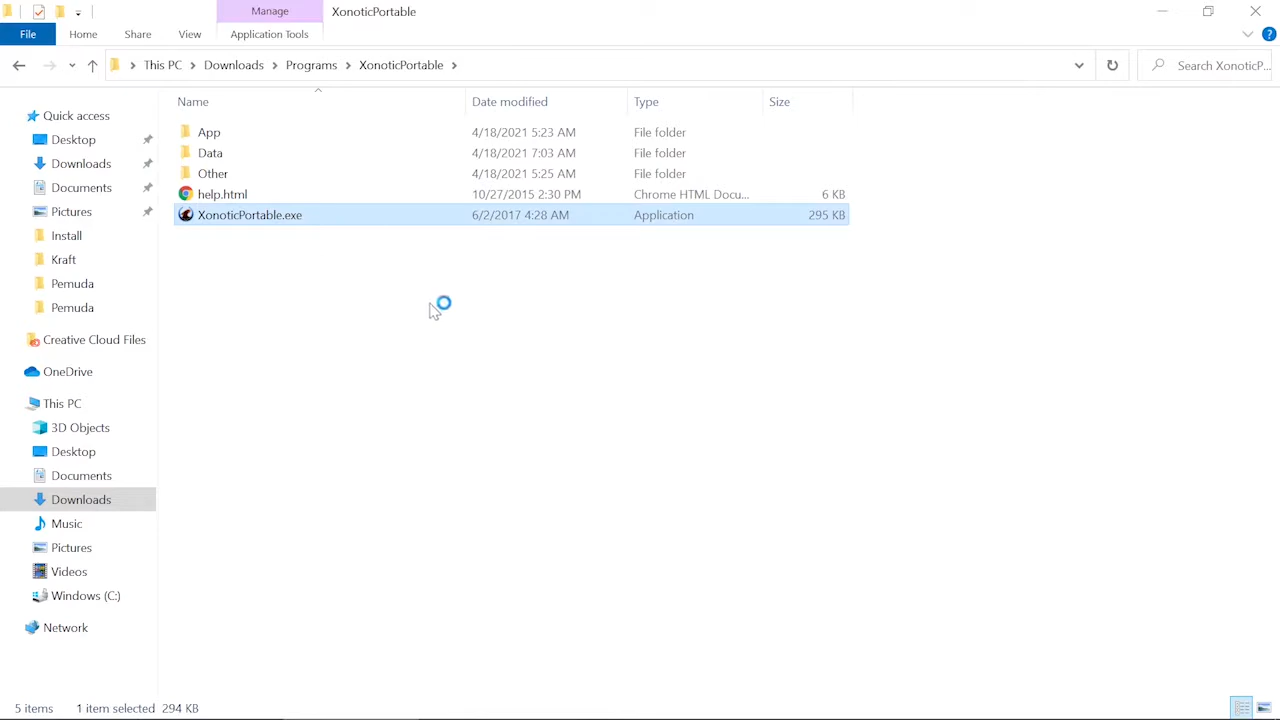 Manage
XonoticPortable
File
Home
Share
View
Application Tools
?
This PC
Downloads
Programs
XonoticPortable
Search XonoticP...
Name
Date modified
Type
Size
App
4/18/2021 5:23 AM
File folder
Data
4/18/2021 7:03 AM
File folder
Other
4/18/2021 5:25 AM
File folder
help.html
10/27/2015 2:30 PM
Chrome HTML Docu...
6 KB
XonoticPortable.exe
6/2/2017 4:28 AM
Application
295 KB
Quick access
Desktop
Downloads
Documents
Pictures
Install
Kraft
Pemuda
Pemuda
Creative Cloud Files
OneDrive
This PC
3D Objects
Desktop
Documents
Downloads
Music
Pictures
Videos
Windows (C:)
Network
5 items
1 item selected
294 KB